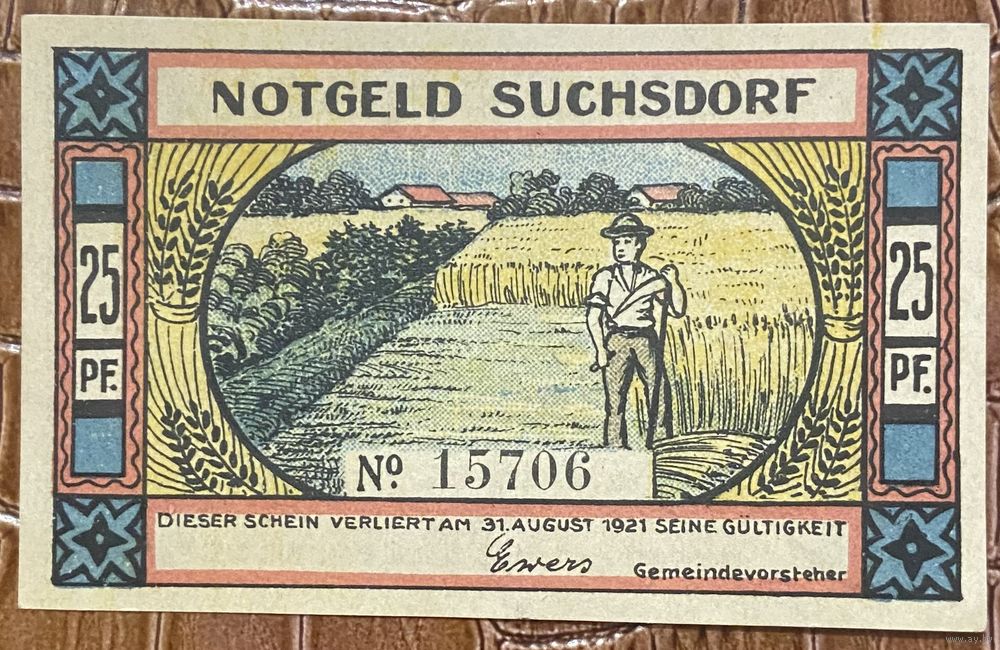 NOTGELD SUCHSDORF
25
PF.
25
PF.
Nº 15706
DIESER SCHEIN VERLIERT AM 31. AUGUST 1921 SEINE GÜLTIGKEIT
Ewers
Gemeindevorsteher